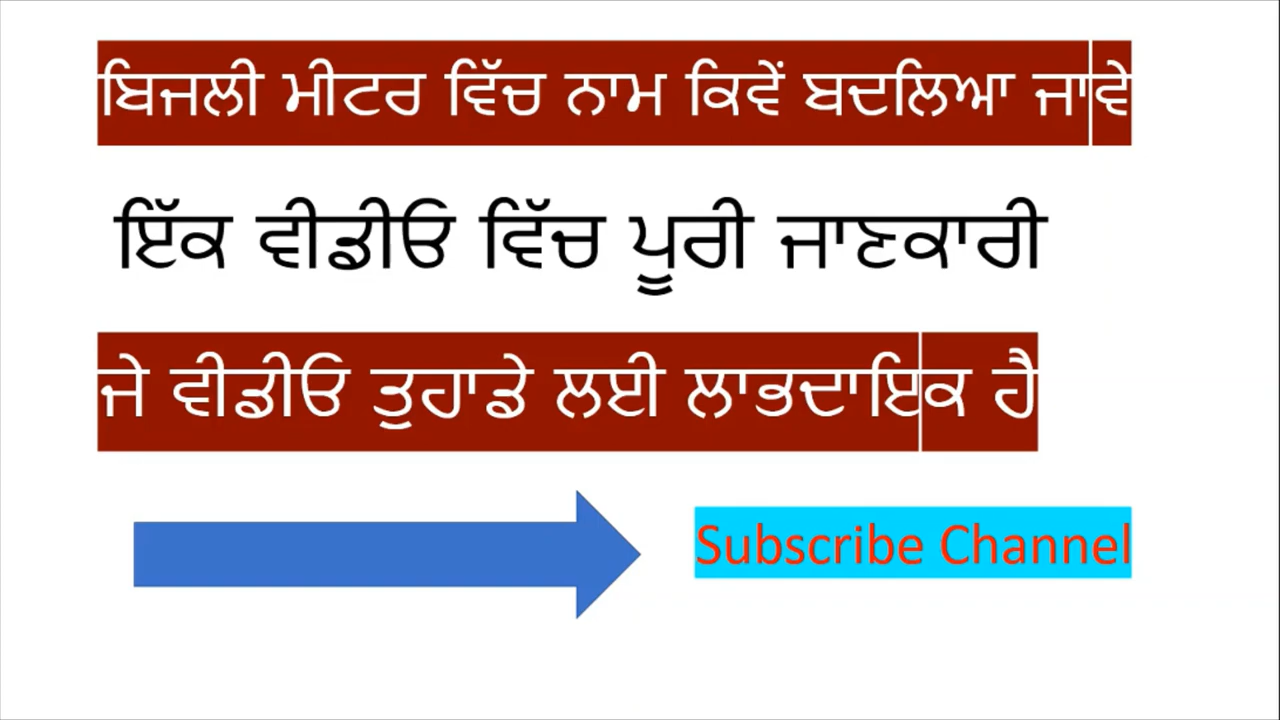 ਬਿਜਲੀ ਮੀਟਰ ਵਿੱਚ ਨਾਮ ਕਿਵੇਂ ਬਦਲਿਆ ਜਾਵੇ
ਇੱਕ ਵੀਡੀਓ ਵਿੱਚ ਪੂਰੀ ਜਾਣਕਾਰੀ
ਜੇ ਵੀਡੀਓ ਤੁਹਾਡੇ ਲਈ ਲਾਭਦਾਇਕ ਹੈ
Subscribe Channel